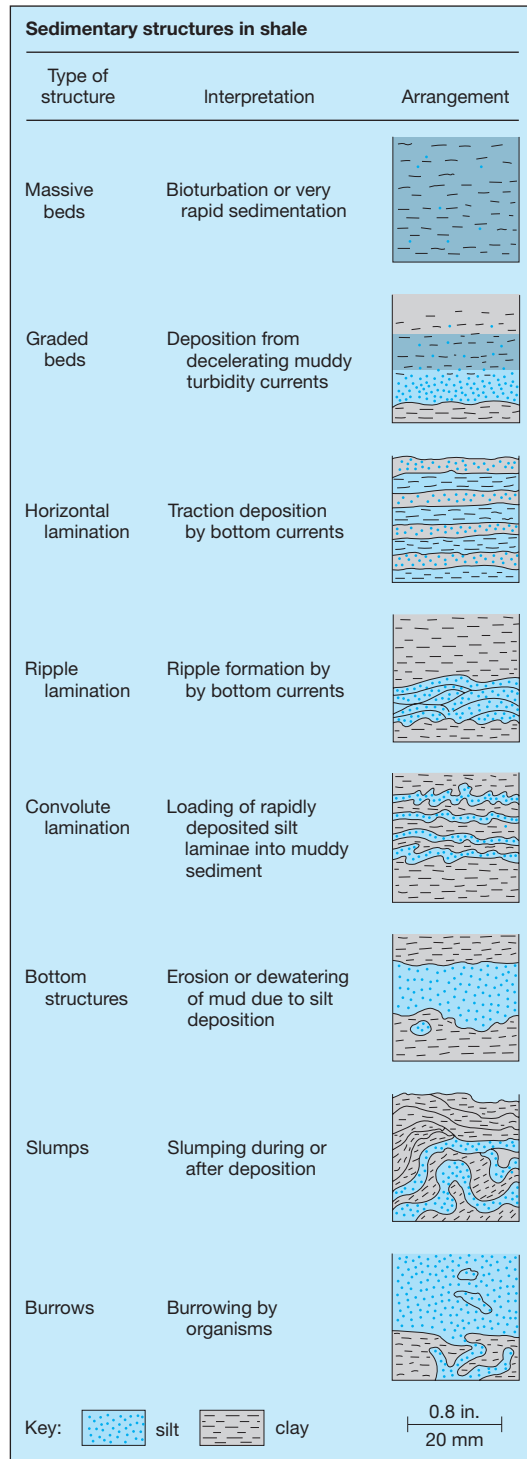 Sedimentary structures in shale
Type of
structure
Interpretation
Arrangement
Massive
beds
Bioturbation or very
rapid sedimentation
Graded
beds
Deposition from
decelerating muddy
turbidity currents
Horizontal
lamination
Traction deposition
by bottom currents
Ripple
lamination
Ripple formation by
by bottom currents
Convolute
lamination
Loading of rapidly
deposited silt
laminae into muddy
sediment
Bottom
structures
Erosion or dewatering
of mud due to silt
deposition
Slumps
Slumping during or
after deposition
Burrows
Burrowing by
organisms
Key:
silt
clay
0.8 in.
20 mm